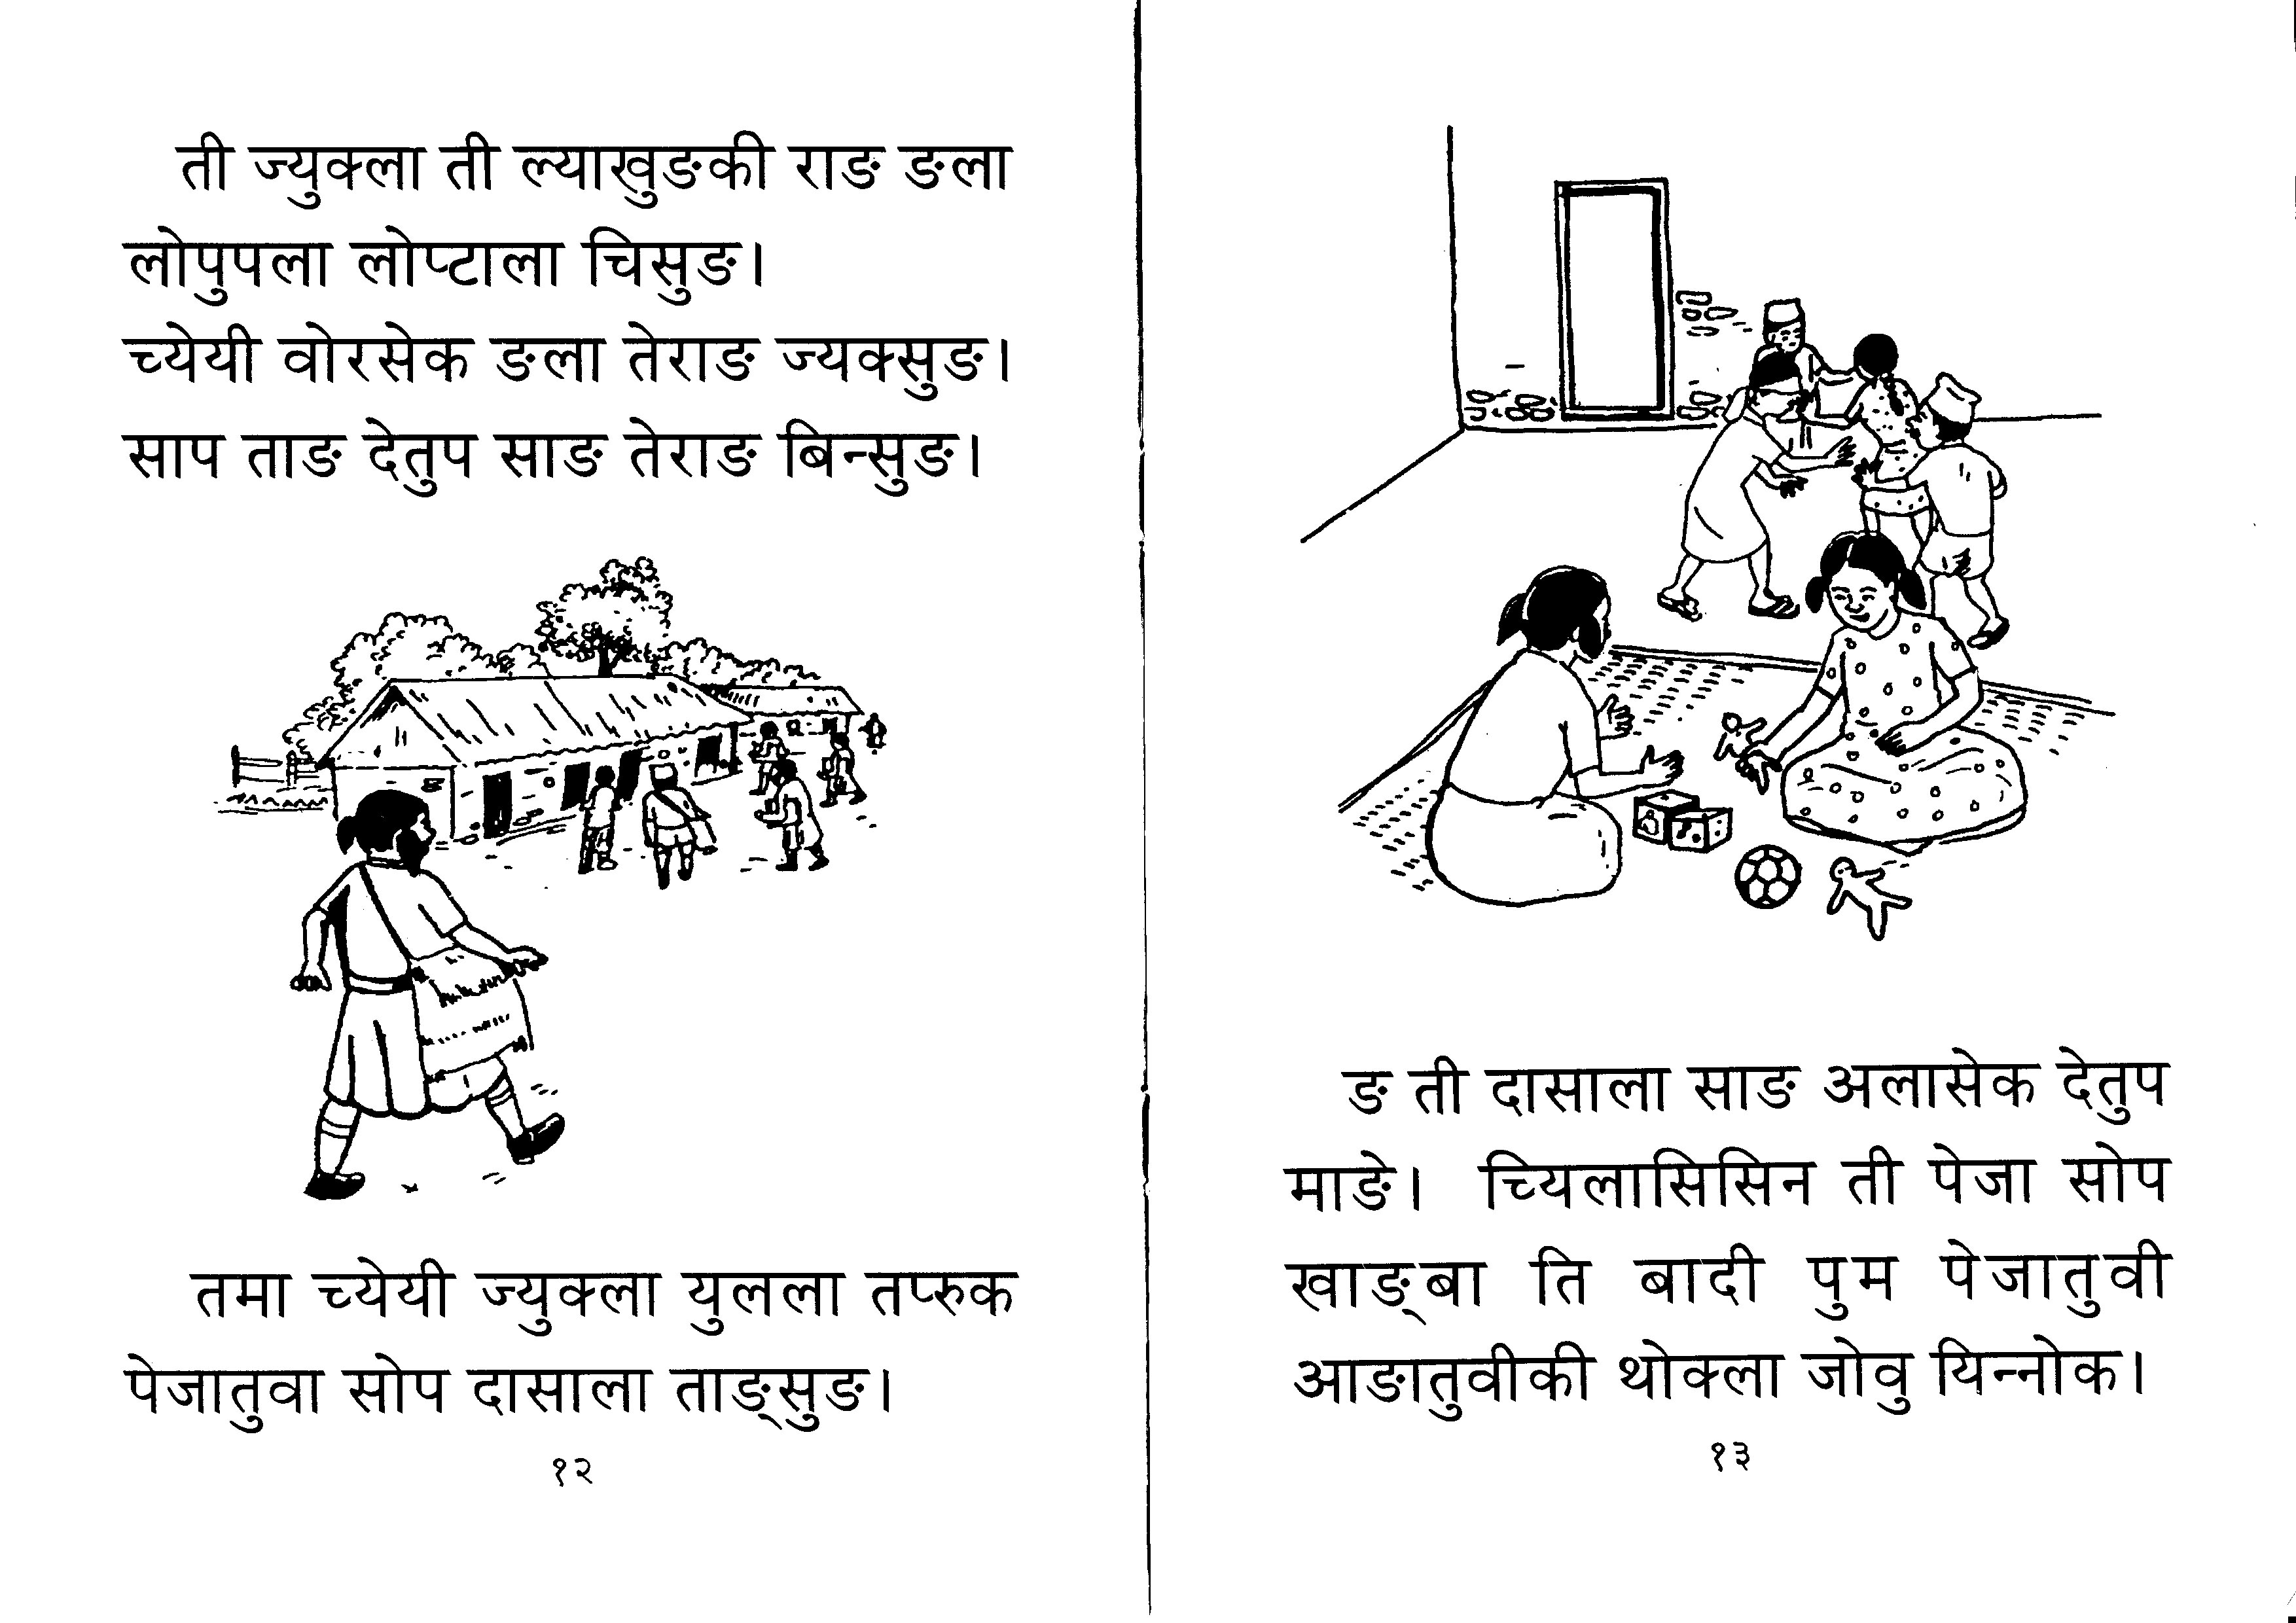 ती ज्युक्ला ती ल्याखुङकी राङ ङला
लोपुपला लोप्टाला चिसुङ।
च्येयी वोरसेक ङला तेराङ ज्यक्सुङ।
साप ताङ देतुप साङ तेराङ बिन्सुङ।
तमा च्येयी ज्युक्ला युलला तप्रुक
पेजातुवा सोप दासाला ताङ्सुङ।
१२
ङ ती दासाला साङ अलासेक देतुप
माङे। च्यिलासिसिन ती पेजा सोप
खाङ्बा ति बादी पुम पेजातुवी
आङातुवीकी थोक्ला जोवु यिन्नोक।
१३